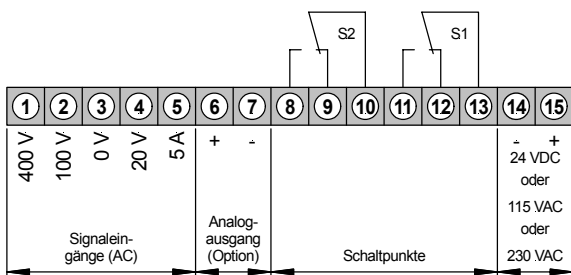 S2
S1
1 2 3 4 5 6 7 8 9 10 11 12 13 14 15
400 V
100 V
0 V
20 V
5 A
+ -
- +
24 VDC
oder
115 VAC
oder
230 VAC
Signalein-
gänge (AC)
Analog-
ausgang
(Option)
Schaltpunkte